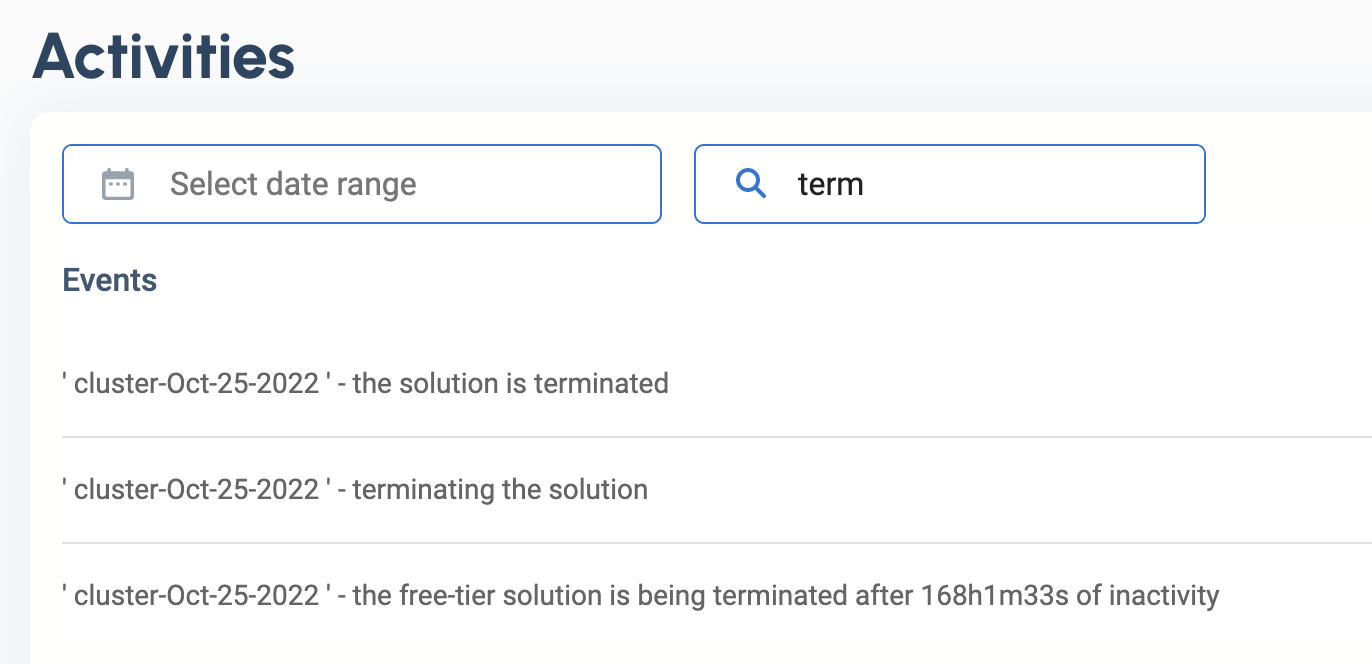 Activities
Select date range
term
Events
' cluster-Oct-25-2022 ' - the solution is terminated
' cluster-Oct-25-2022 ' - terminating the solution
' cluster-Oct-25-2022 ' - the free-tier solution is being terminated after 168h1m33s of inactivity